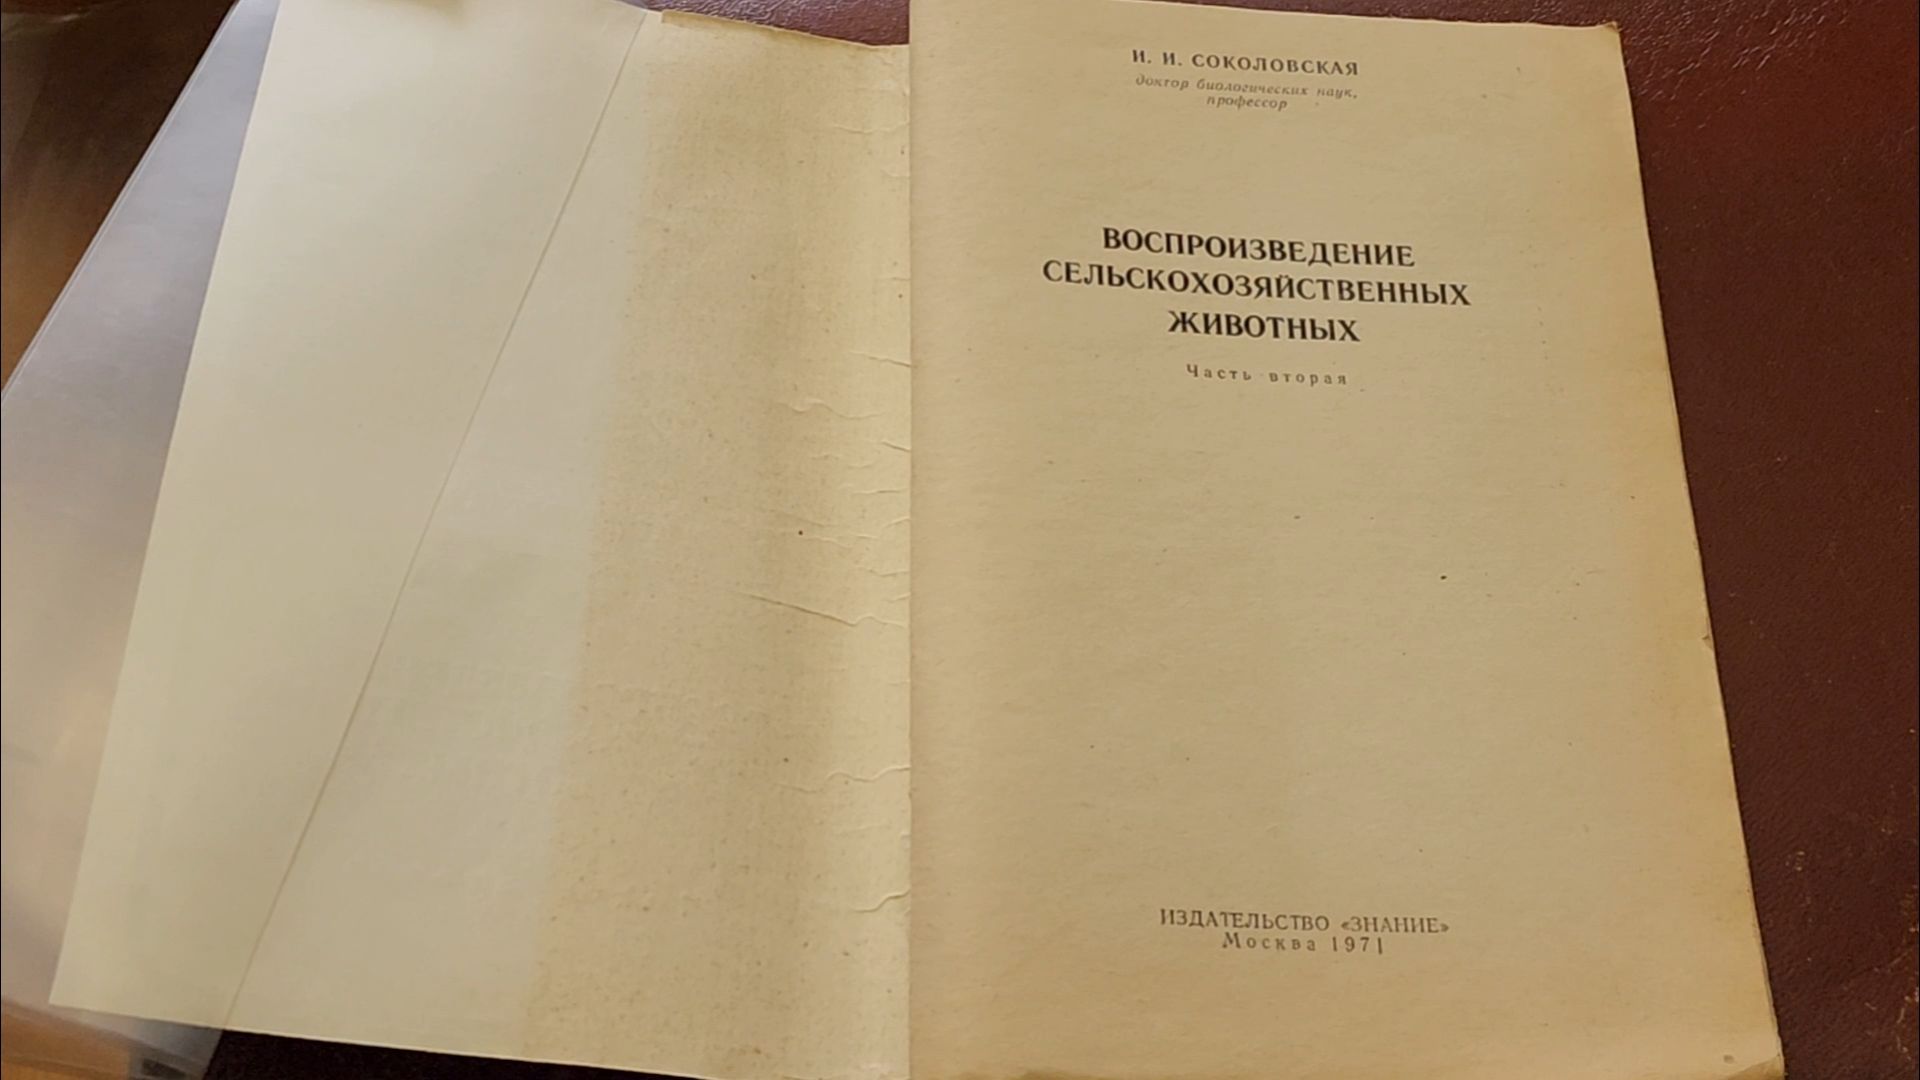 И. И. СОКОЛОВСКАЯ
доктор биологических наук,
профессор
ВОСПРОИЗВЕДЕНИЕ
СЕЛЬСКОХОЗЯЙСТВЕННЫХ
ЖИВОТНЫХ
Часть вторая
ИЗДАТЕЛЬСТВО «ЗНАНИЕ»
Москва 1971